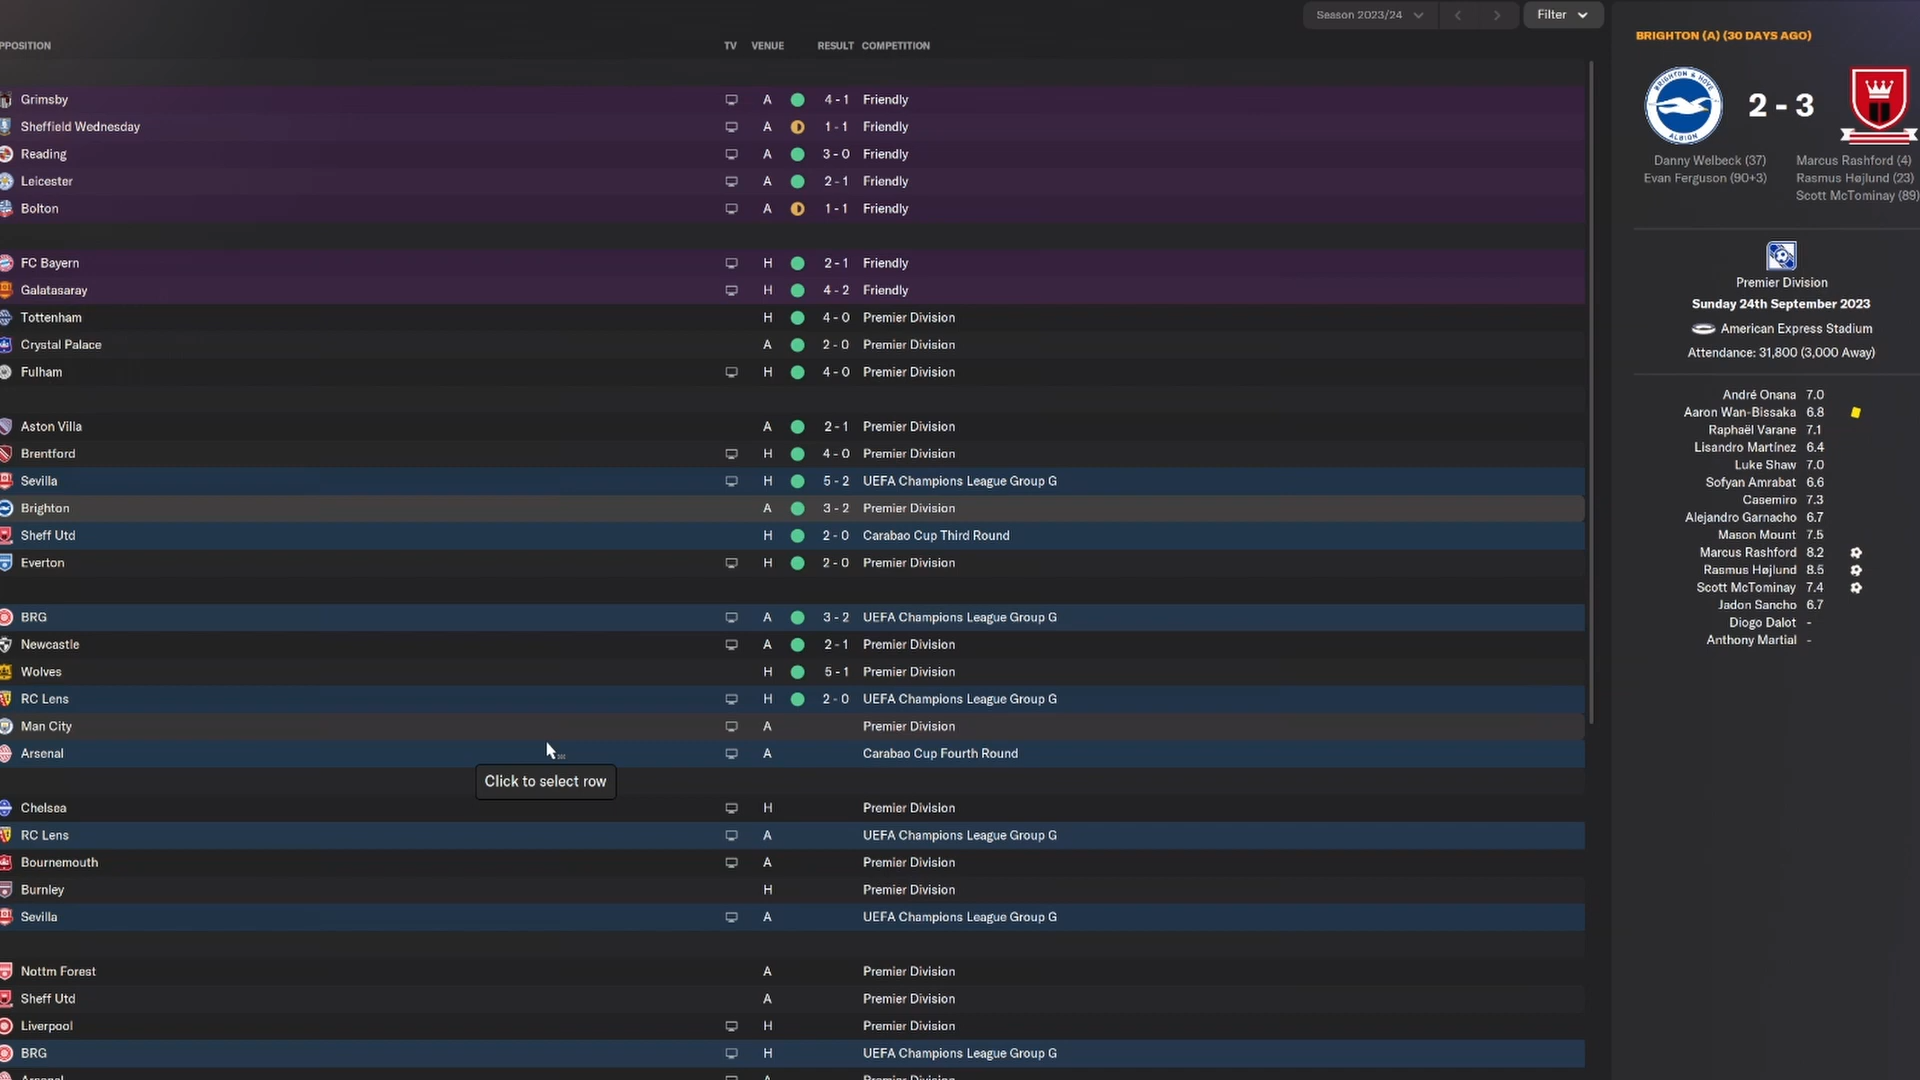 Season 2023/24
Filter
PPOSITION TV VENUE RESULT COMPETITION
Grimsby A 4 - 1 Friendly
Sheffield Wednesday A 1 - 1 Friendly
Reading A 3 - 0 Friendly
Leicester A 2 - 1 Friendly
Bolton A 1 - 1 Friendly
FC Bayern H 2 - 1 Friendly
Galatasaray H 4 - 2 Friendly
Tottenham H 4 - 0 Premier Division
Crystal Palace A 2 - 0 Premier Division
Fulham H 4 - 0 Premier Division
Aston Villa A 2 - 1 Premier Division
Brentford H 4 - 0 Premier Division
Sevilla H 5 - 2 UEFA Champions League Group G
Brighton A 3 - 2 Premier Division
Sheff Utd H 2 - 0 Carabao Cup Third Round
Everton H 2 - 0 Premier Division
BRG A 3 - 2 UEFA Champions League Group G
Newcastle A 2 - 1 Premier Division
Wolves H 5 - 1 Premier Division
RC Lens H 2 - 0 UEFA Champions League Group G
Man City A Premier Division
Arsenal A Carabao Cup Fourth Round
Click to select row
Chelsea H Premier Division
RC Lens A UEFA Champions League Group G
Bournemouth A Premier Division
Burnley H Premier Division
Sevilla A UEFA Champions League Group G
Nottm Forest A Premier Division
Sheff Utd A Premier Division
Liverpool H Premier Division
BRG H UEFA Champions League Group G
Arsenal A Premier Division
BRIGHTON (A) (30 DAYS AGO)
BRIGHTON & HOVE
ALBION
2 - 3
Danny Welbeck (37) Marcus Rashford (4)
Evan Ferguson (90+3) Rasmus Højlund (23)
Scott McTominay (89)
Premier Division
Sunday 24th September 2023
American Express Stadium
Attendance: 31,800 (3,000 Away)
André Onana 7.0
Aaron Wan-Bissaka 6.8
Raphaël Varane 7.1
Lisandro Martínez 6.4
Luke Shaw 7.0
Sofyan Amrabat 6.6
Casemiro 7.3
Alejandro Garnacho 6.7
Mason Mount 7.5
Marcus Rashford 8.2
Rasmus Højlund 8.5
Scott McTominay 7.4
Jadon Sancho 6.7
Diogo Dalot -
Anthony Martial -